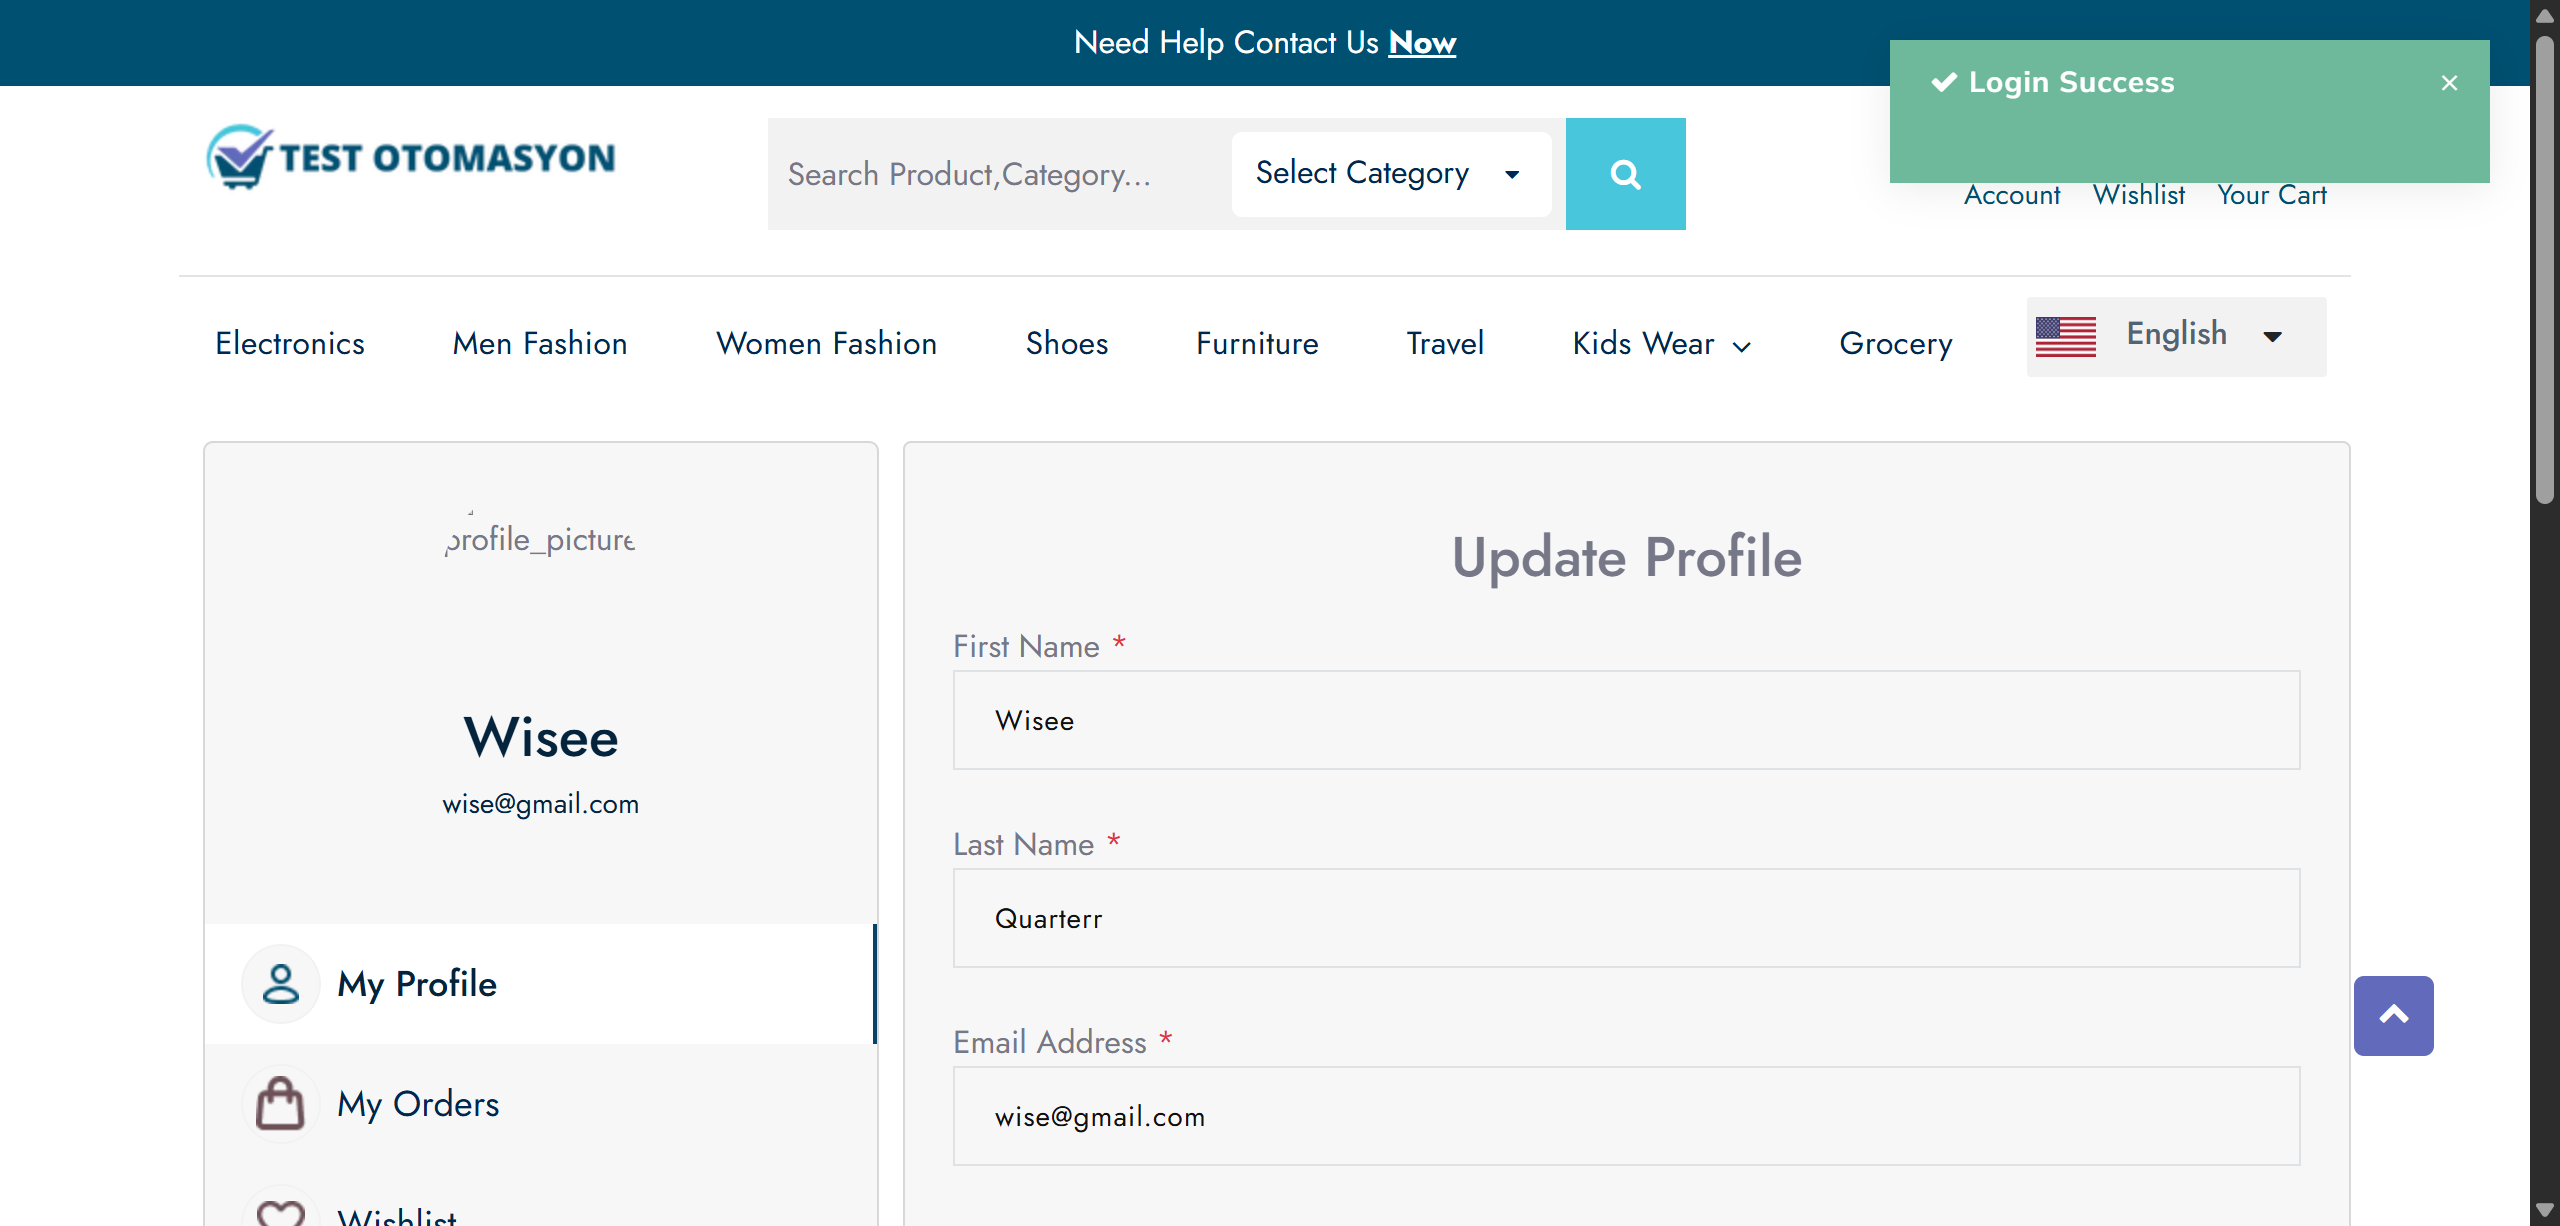 Need Help Contact Us Now
Login Success
×
TEST OTOMASYON
Search Product,Category...
Select Category
Account
Wishlist
Your Cart
Electronics
Men Fashion
Women Fashion
Shoes
Furniture
Travel
Kids Wear
Grocery
English
profile_picture
Wisee
wise@gmail.com
My Profile
My Orders
Wishlist
Update Profile
First Name *
Wisee
Last Name *
Quarterr
Email Address *
wise@gmail.com